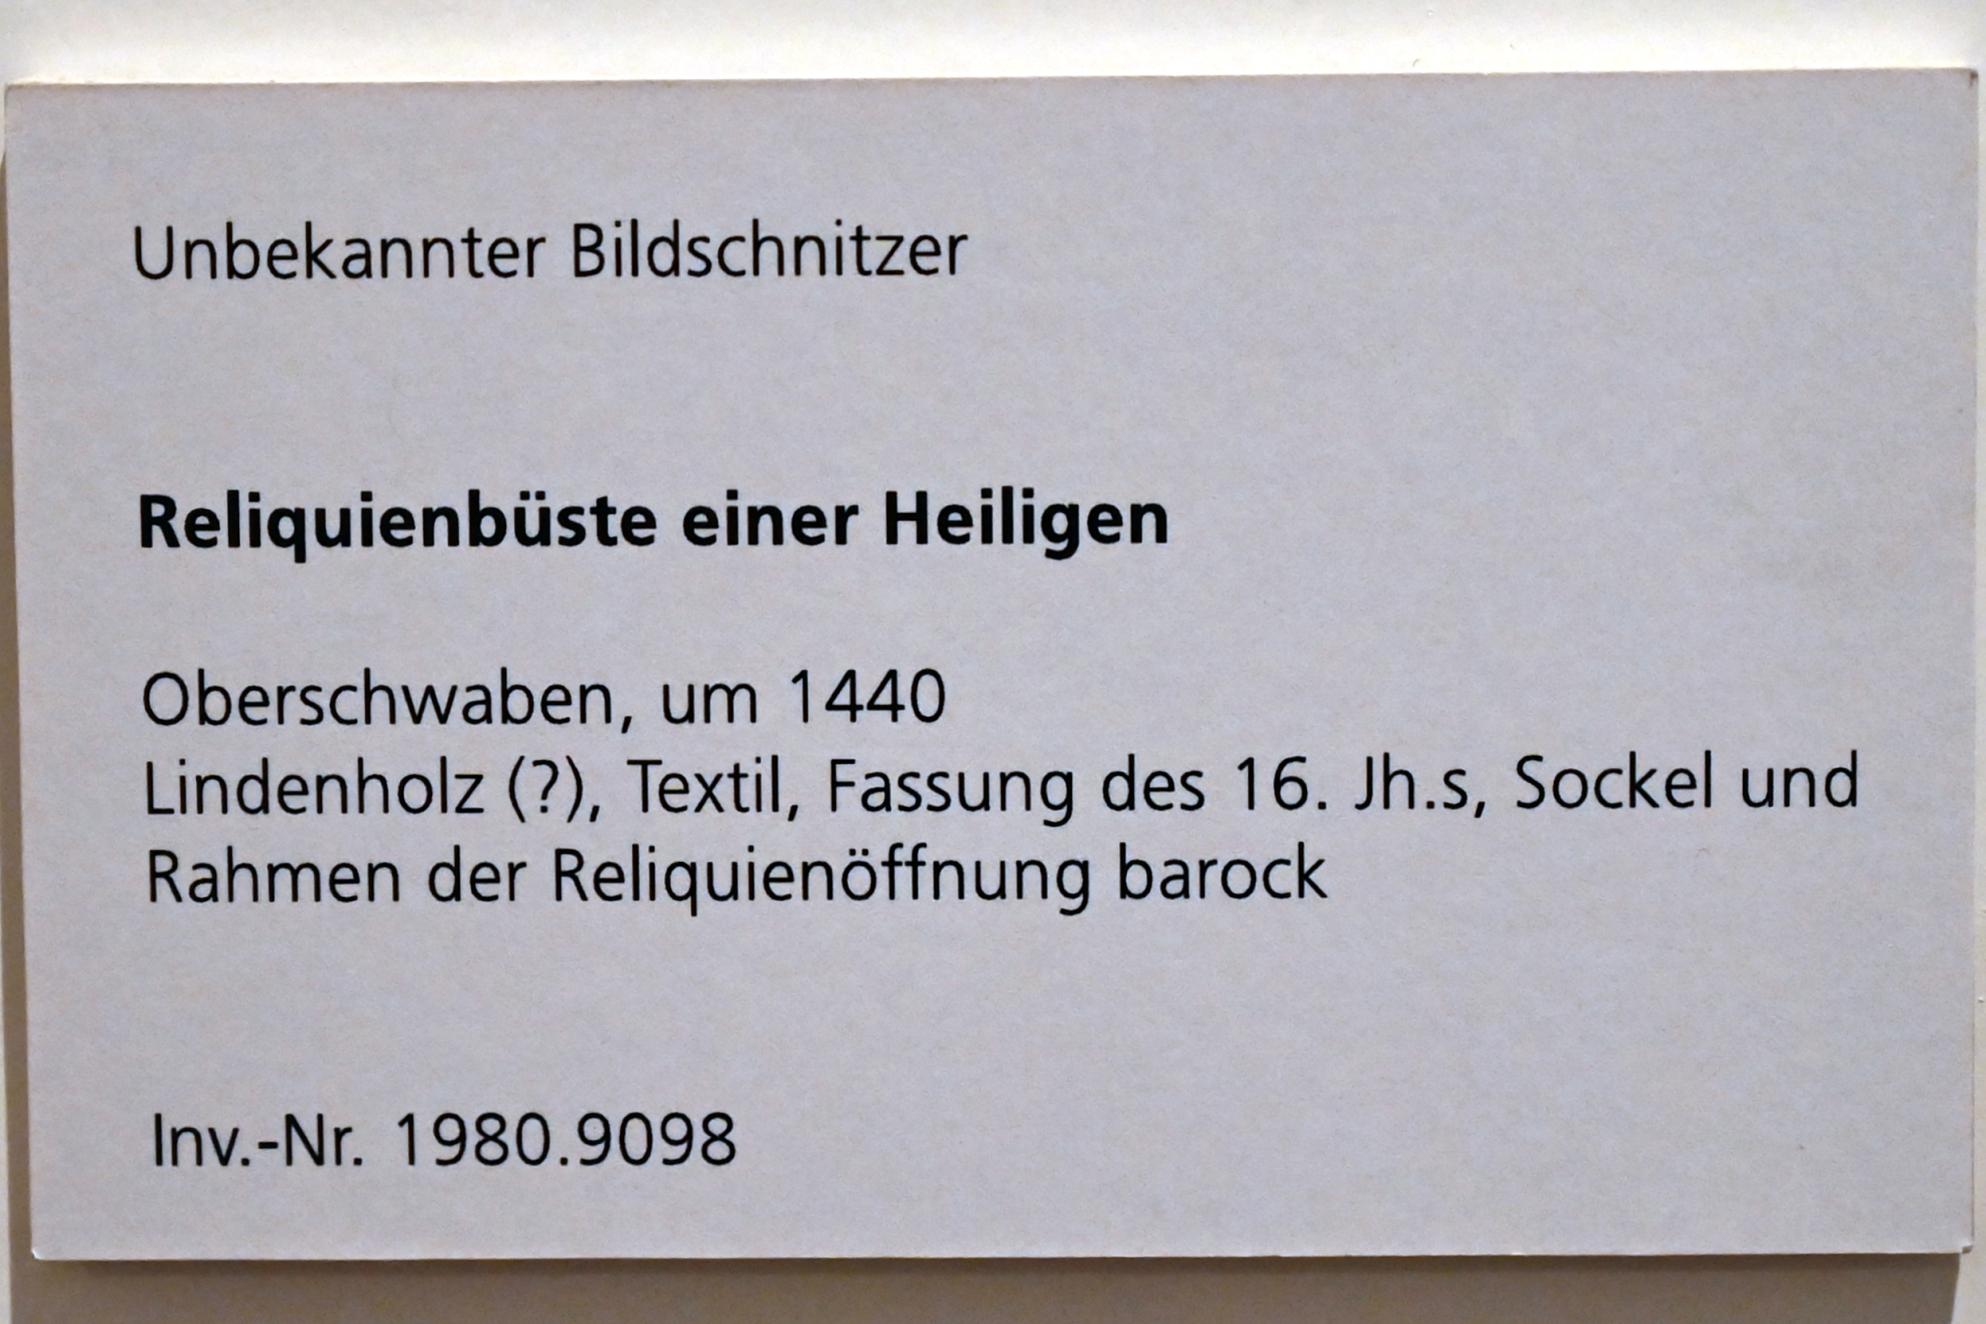 Unbekannter Bildschnitzer
Reliquienbüste einer Heiligen
Oberschwaben, um 1440
Lindenholz (?), Textil, Fassung des 16. Jh.s, Sockel und
Rahmen der Reliquienöffnung barock
Inv.-Nr. 1980.9098